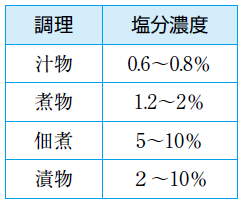 調理 塩分濃度
汁物 0.6～0.8%
煮物 1.2～2%
佃煮 5～10%
漬物 2～10%